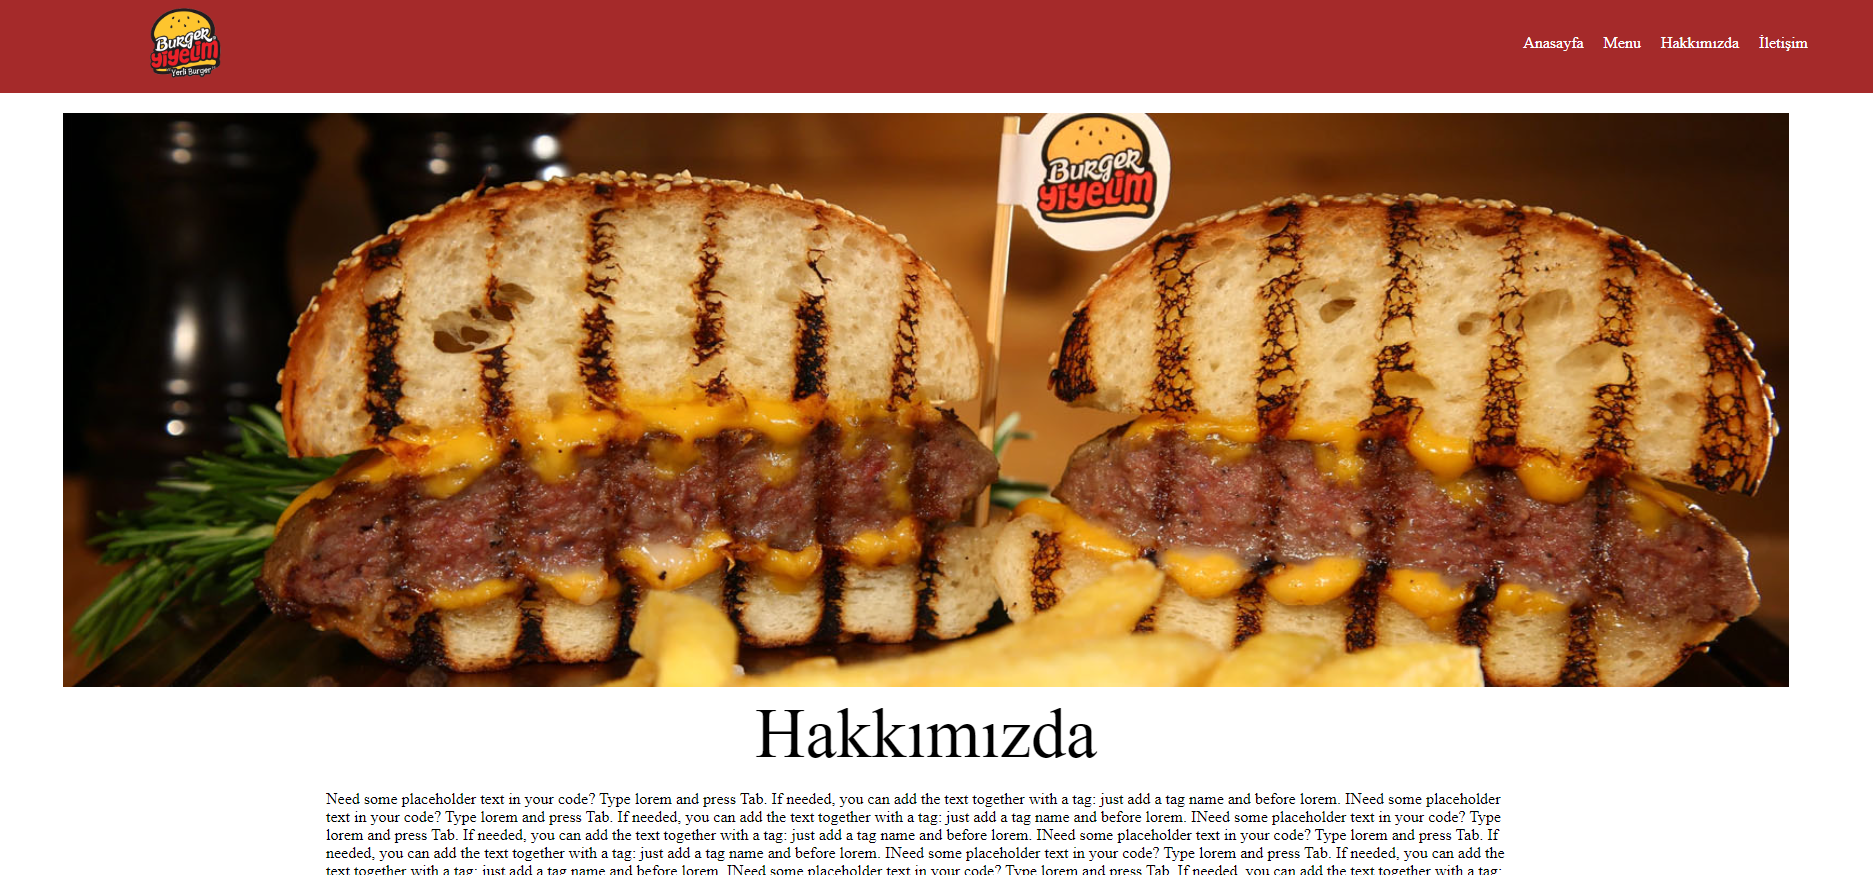 Burger
yiyelim
Yerli Burger
Anasayfa Menu Hakkımızda İletişim
Burger
yiyelim
Hakkımızda
Need some placeholder text in your code? Type lorem and press Tab. If needed, you can add the text together with a tag: just add a tag name and before lorem. INeed some placeholder
text in your code? Type lorem and press Tab. If needed, you can add the text together with a tag: just add a tag name and before lorem. INeed some placeholder text in your code? Type
lorem and press Tab. If needed, you can add the text together with a tag: just add a tag name and before lorem. INeed some placeholder text in your code? Type lorem and press Tab. If
needed, you can add the text together with a tag: just add a tag name and before lorem. INeed some placeholder text in your code? Type lorem and press Tab. If needed, you can add the
text together with a tag: just add a tag name and before lorem. INeed some placeholder text in your code? Type lorem and press Tab. If needed, you can add the text together with a tag: